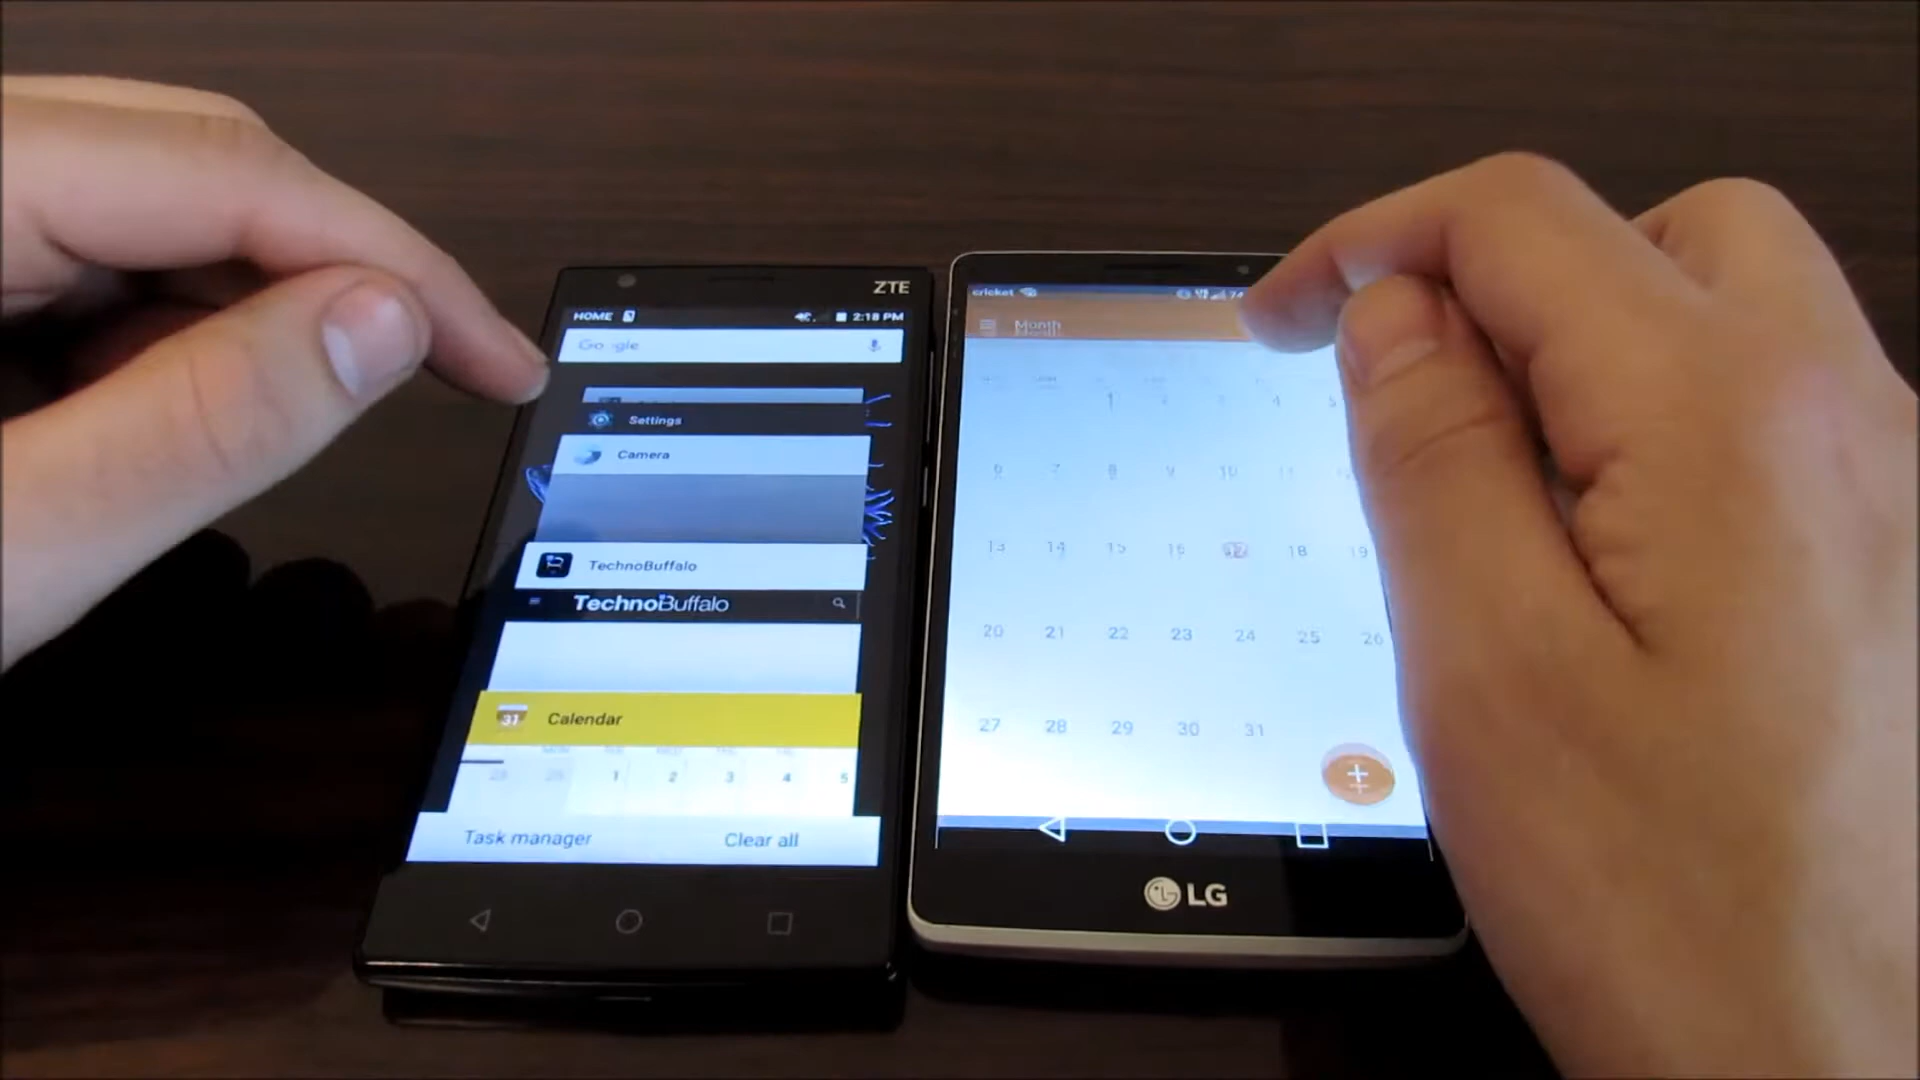 ZTE
HOME 2:18 PM
Google
Settings
Camera
TechnoBuffalo
TechnoBuffalo
31 Calendar
1 2 3 4 5
Task manager Clear all
cricket
Month
1 4 5
6 7 8 9 10 11
13 14 15 16 17 18 19
20 21 22 23 24 25 26
27 28 29 30 31
+
LG